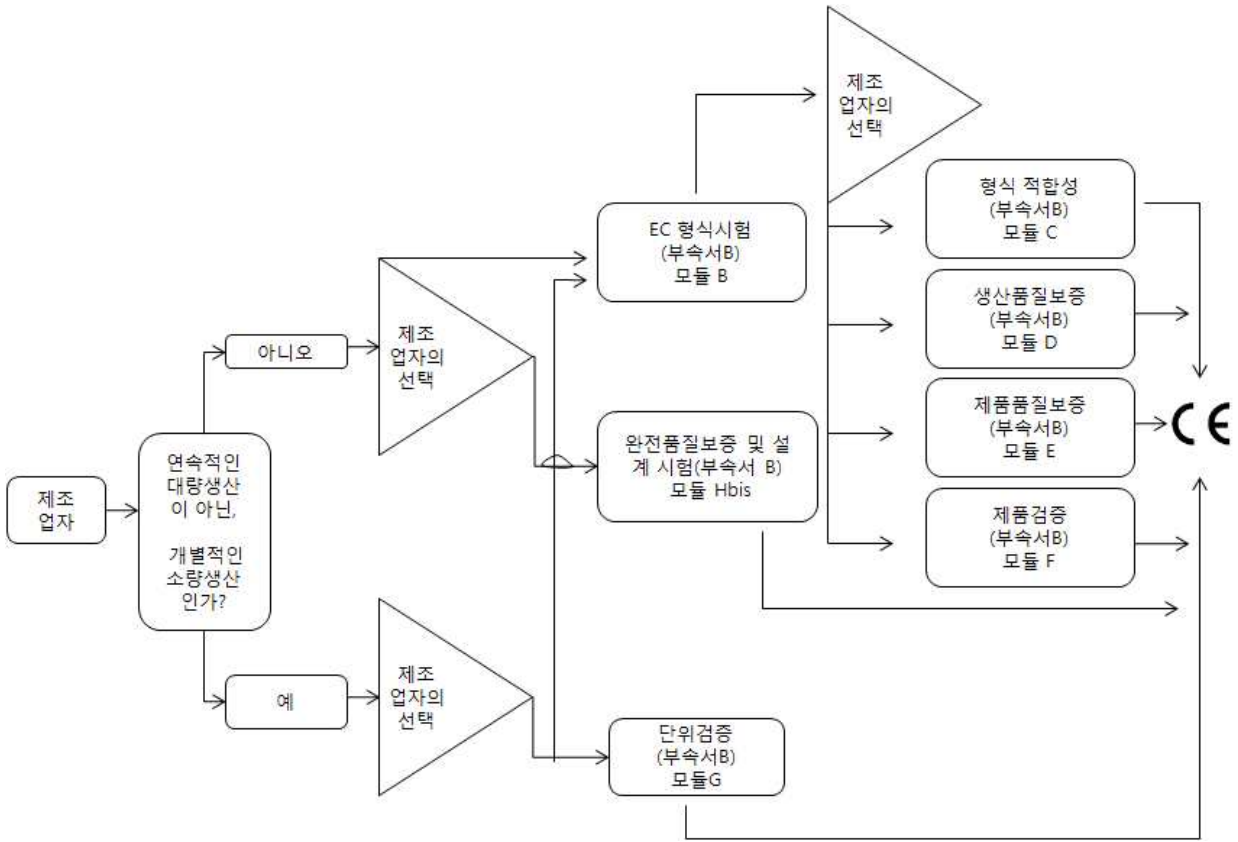 제조
업자
연속적인
대량생산
이 아닌,
개별적인
소량생산
인가?
아니오
예
제조
업자의
선택
제조
업자의
선택
EC 형식시험
(부속서B)
모듈 B
완전품질보증 및 설
계 시험(부속서 B)
모듈 Hbis
단위검증
(부속서B)
모듈G
제조
업자의
선택
형식 적합성
(부속서B)
모듈 C
생산품질보증
(부속서B)
모듈 D
제품품질보증
(부속서B)
모듈 E
제품검증
(부속서B)
모듈 F
CE